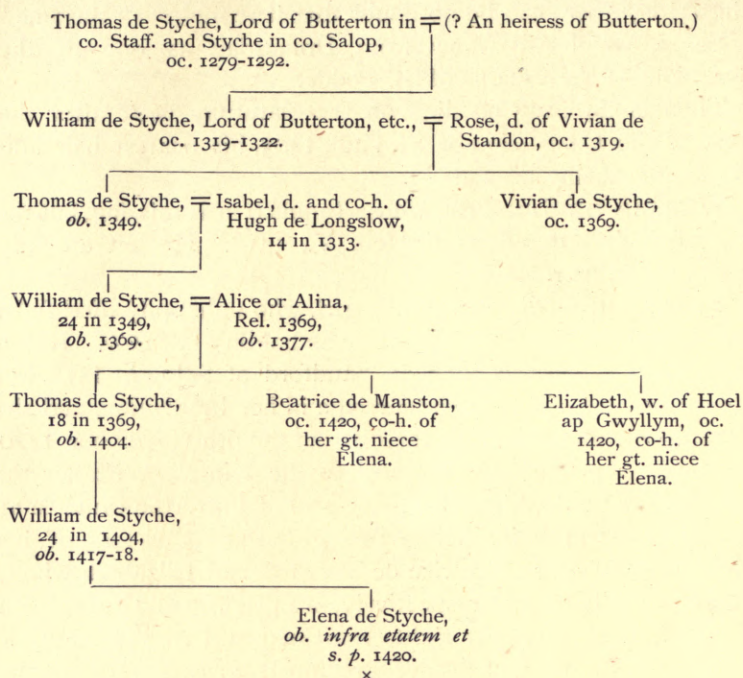 Thomas de Styche, Lord of Butterton in = (? An heiress of Butterton.)
co. Staff. and Styche in co. Salop,
oc. 1279-1292.
William de Styche, Lord of Butterton, etc., = Rose, d. of Vivian de
oc. 1319-1322. Standon, oc. 1319.
Thomas de Styche, = Isabel, d. and co-h. of
ob. 1349. Hugh de Longslow,
14 in 1313.
Vivian de Styche,
oc. 1369.
William de Styche, = Alice or Alina,
24 in 1349, Rel. 1369,
ob. 1369. ob. 1377.
Thomas de Styche,
18 in 1369,
ob. 1404.
Beatrice de Manston,
oc. 1420, co-h. of
her gt. niece
Elena.
Elizabeth, w. of Hoel
ap Gwyllym, oc.
1420, co-h. of
her gt. niece
Elena.
William de Styche,
24 in 1404,
ob. 1417-18.
Elena de Styche,
ob. infra etatem et
s. p. 1420.
×